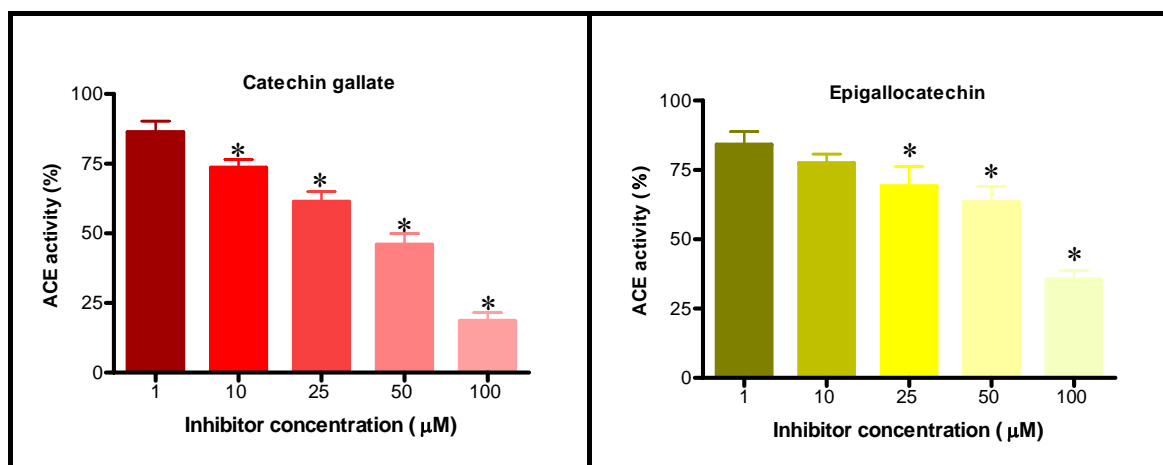 Catechin gallate
100
75
50
25
0
ACE activity (%)
*
*
*
*
1 10 25 50 100
Inhibitor concentration ( μM)
Epigallocatechin
100
75
50
25
0
ACE activity (%)
*
*
*
1 10 25 50 100
Inhibitor concentration ( μM)